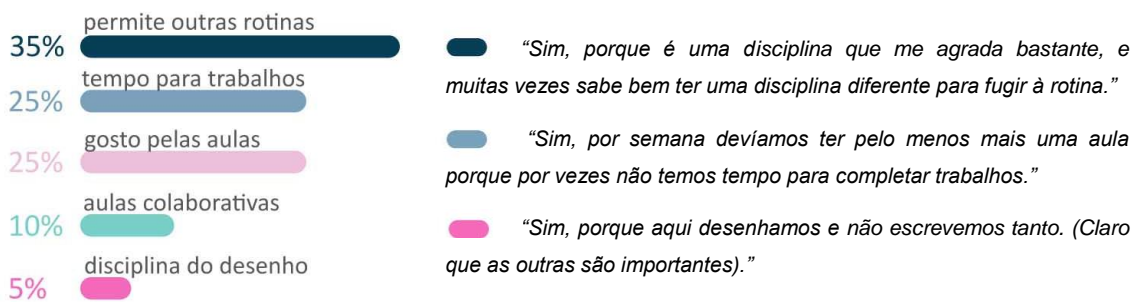 permite outras rotinas
35%
tempo para trabalhos
25%
gosto pelas aulas
25%
aulas colaborativas
10%
disciplina do desenho
5%
“Sim, porque é uma disciplina que me agrada bastante, e
muitas vezes sabe bem ter uma disciplina diferente para fugir à rotina.”
“Sim, por semana devíamos ter pelo menos mais uma aula
porque por vezes não temos tempo para completar trabalhos.”
“Sim, porque aqui desenhamos e não escrevemos tanto. (Claro
que as outras são importantes).”